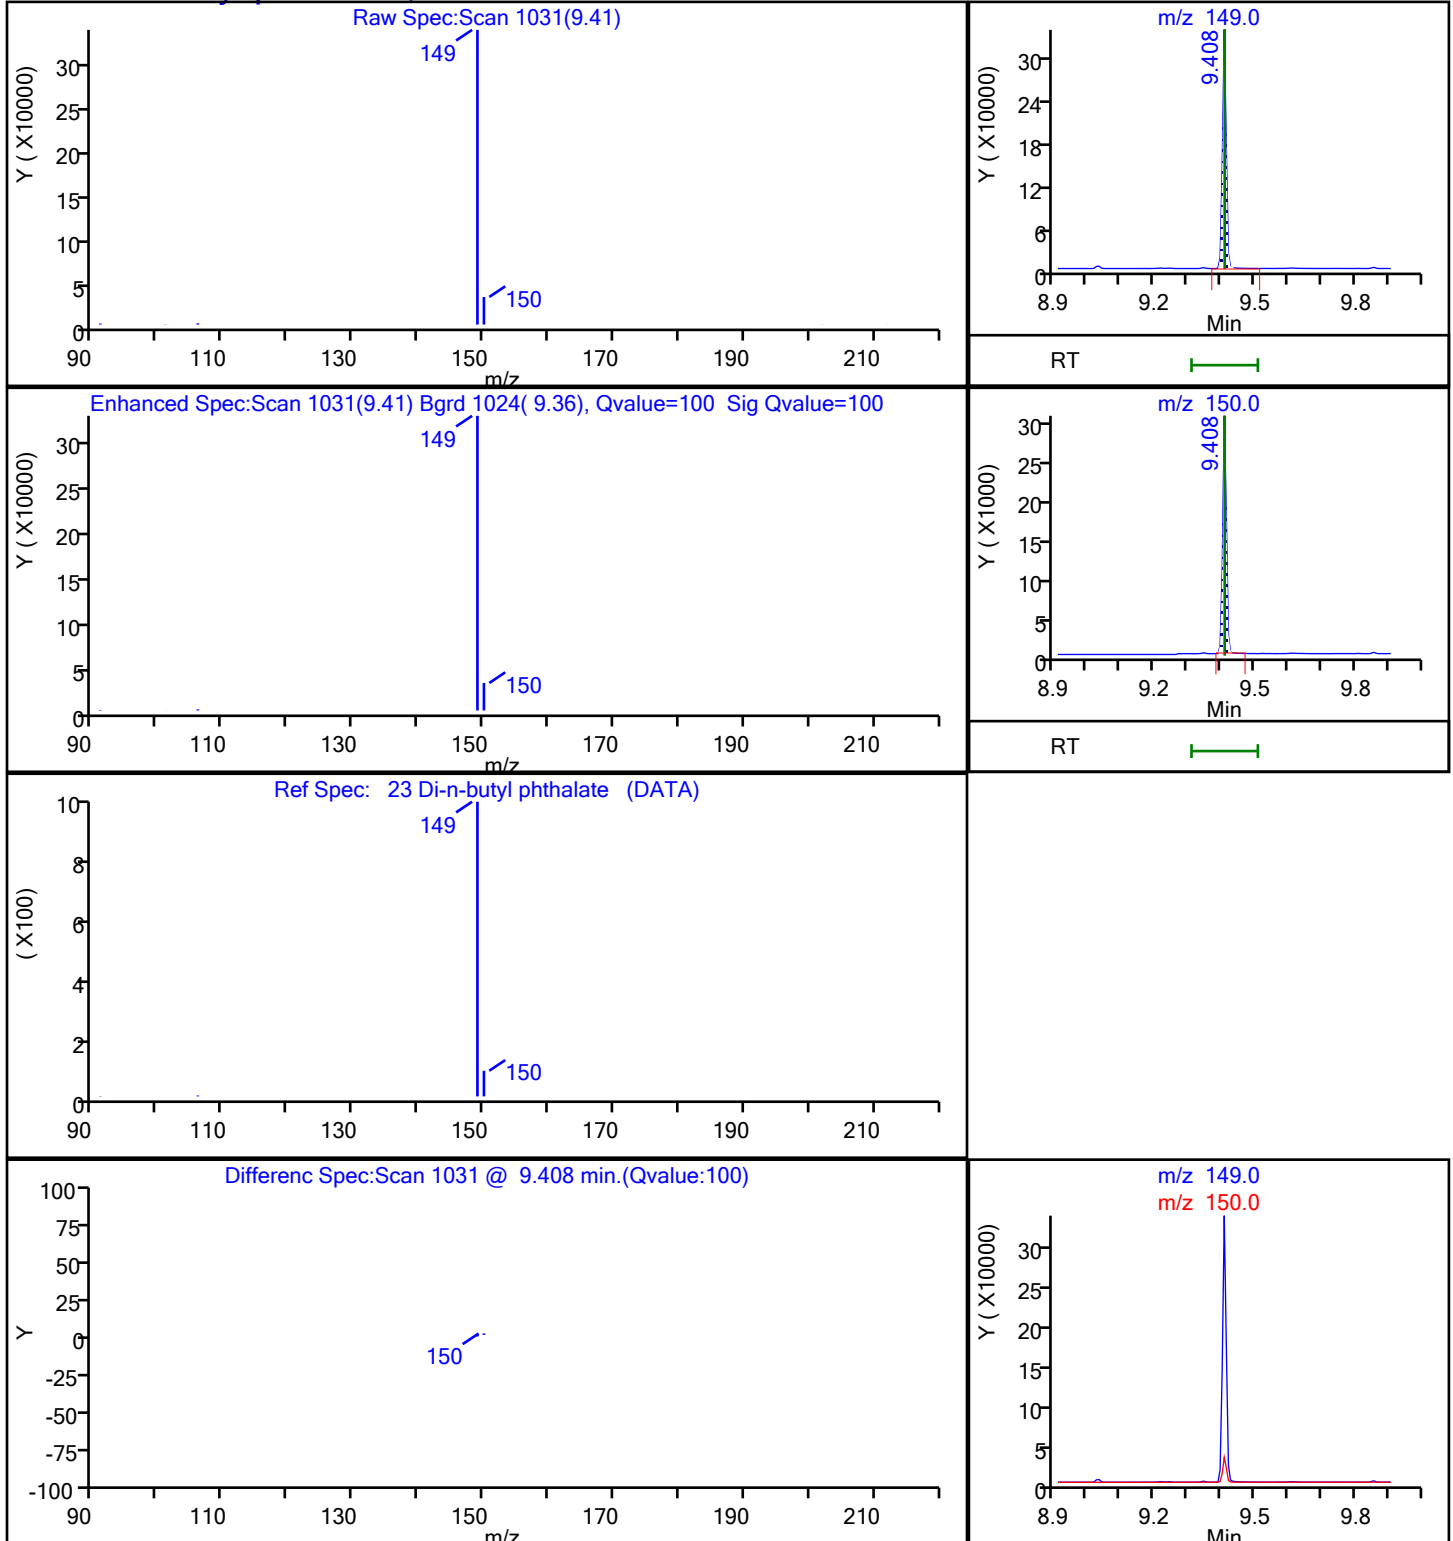 Raw Spec:Scan 1031(9.41)
Y ( X10000)
30
25
20
15
10
5
0
149
150
90 110 130 150 170 190 210
m/z
m/z 149.0
Y ( X10000)
30
24
18
12
6
0
9.408
8.9 9.2 9.5 9.8
Min
RT
Enhanced Spec:Scan 1031(9.41) Bgrd 1024( 9.36), Qvalue=100 Sig Qvalue=100
Y ( X10000)
30
25
20
15
10
5
0
149
150
90 110 130 150 170 190 210
m/z
m/z 150.0
Y ( X1000)
30
25
20
15
10
5
0
9.408
8.9 9.2 9.5 9.8
Min
RT
Ref Spec: 23 Di-n-butyl phthalate (DATA)
( X100)
10
8
6
4
2
0
149
150
90 110 130 150 170 190 210
Differenc Spec:Scan 1031 @ 9.408 min.(Qvalue:100)
Y
100
75
50
25
0
-25
-50
-75
-100
150
90 110 130 150 170 190 210
m/z
m/z 149.0
m/z 150.0
Y ( X10000)
30
25
20
15
10
5
0
8.9 9.2 9.5 9.8
Min